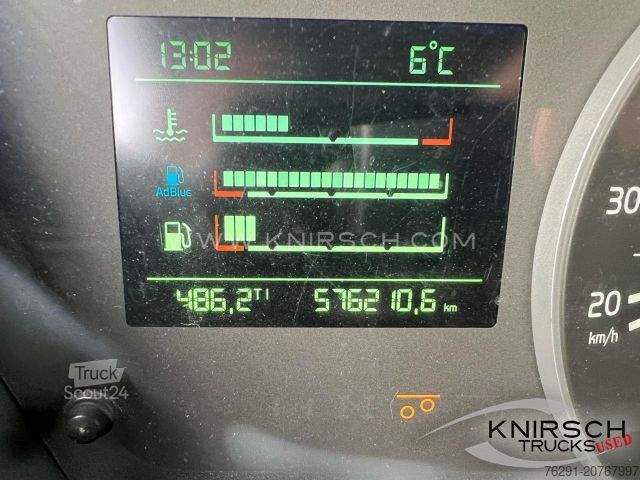 13:02 6°C
AdBlue
WWW.KNIRSCH.COM
486,2 T1 576210,6 km
30
20
km/h
Truck
Scout24
KNIRSCH
TRUCKS USED
76291-20767997